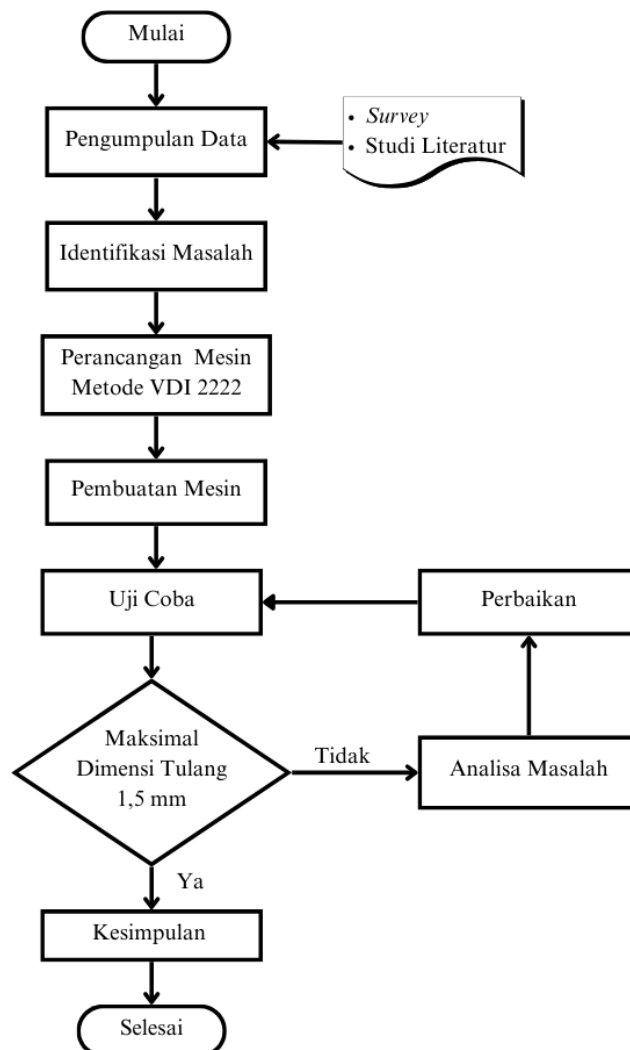 Mulai
Pengumpulan Data
• Survey
• Studi Literatur
Identifikasi Masalah
Perancangan Mesin
Metode VDI 2222
Pembuatan Mesin
Uji Coba
Perbaikan
Maksimal
Dimensi Tulang
1,5 mm
Tidak
Analisa Masalah
Ya
Kesimpulan
Selesai